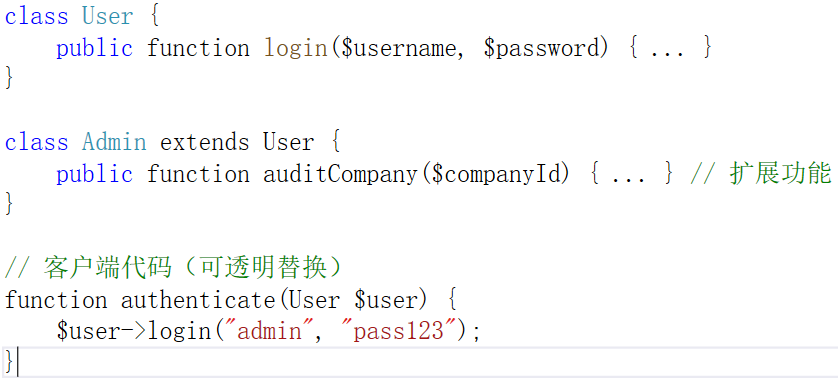 class User {
    public function login($username, $password) { ... }
}

class Admin extends User {
    public function auditCompany($companyId) { ... } // 扩展功能
}

// 客户端代码（可透明替换）
function authenticate(User $user) {
    $user->login("admin", "pass123");
}